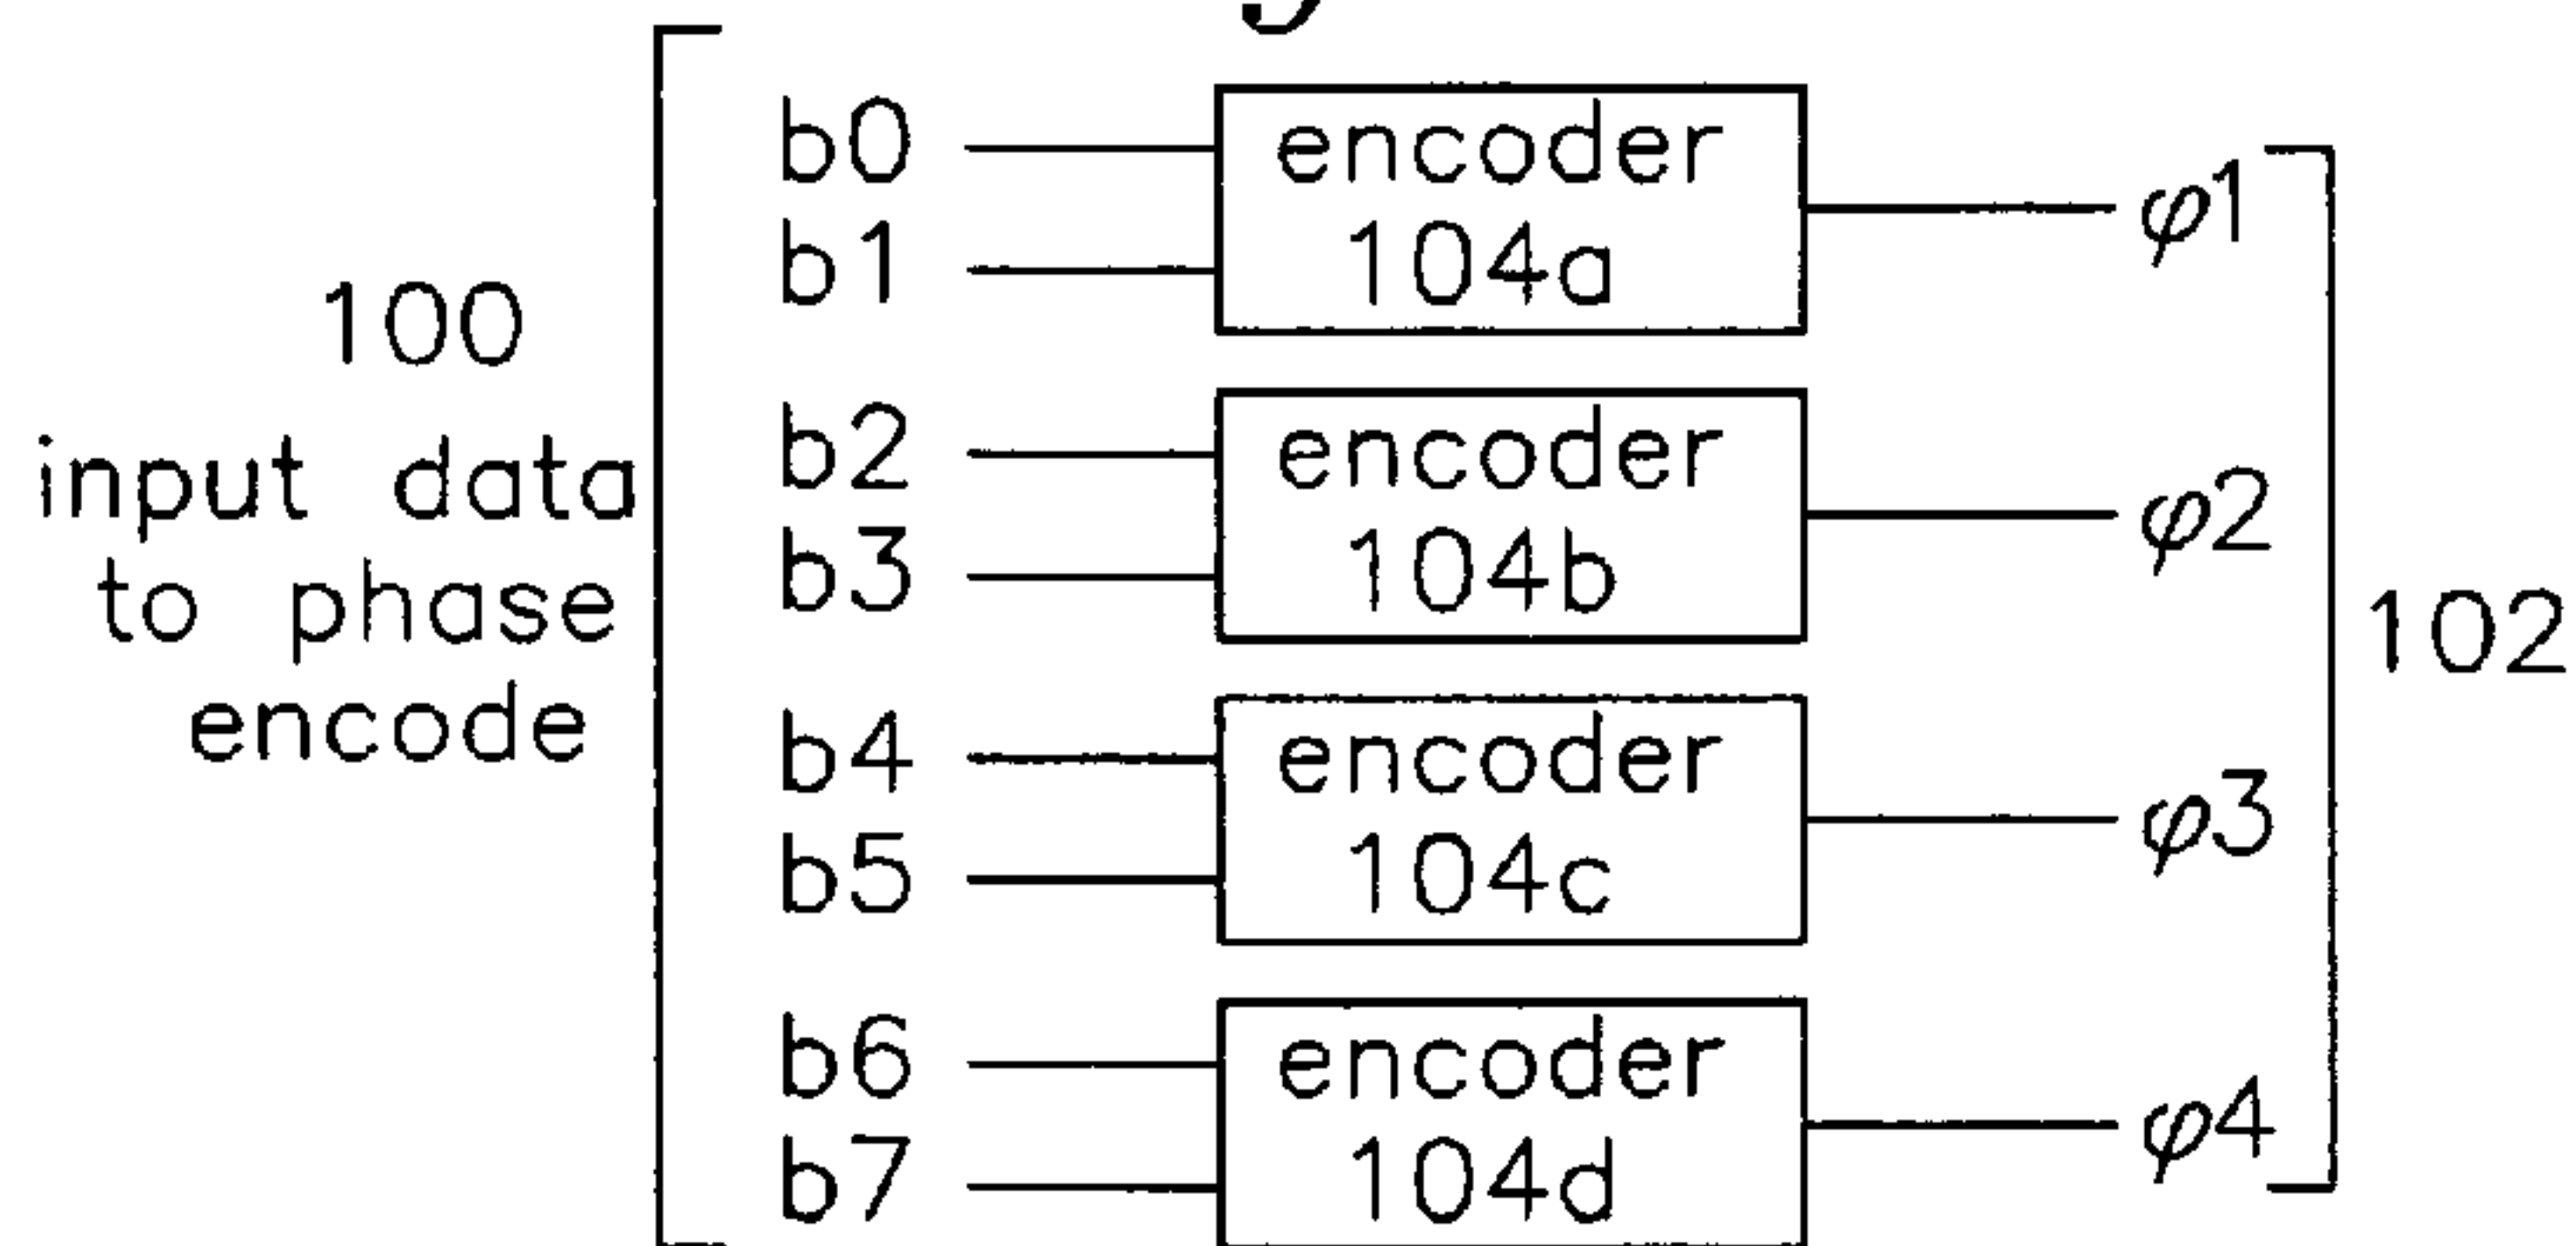 100
input data
to phase
encode
b0
b1
b2
b3
b4
b5
b6
b7
encoder
104a
encoder
104b
encoder
104c
encoder
104d
φ1
φ2
φ3
φ4
102